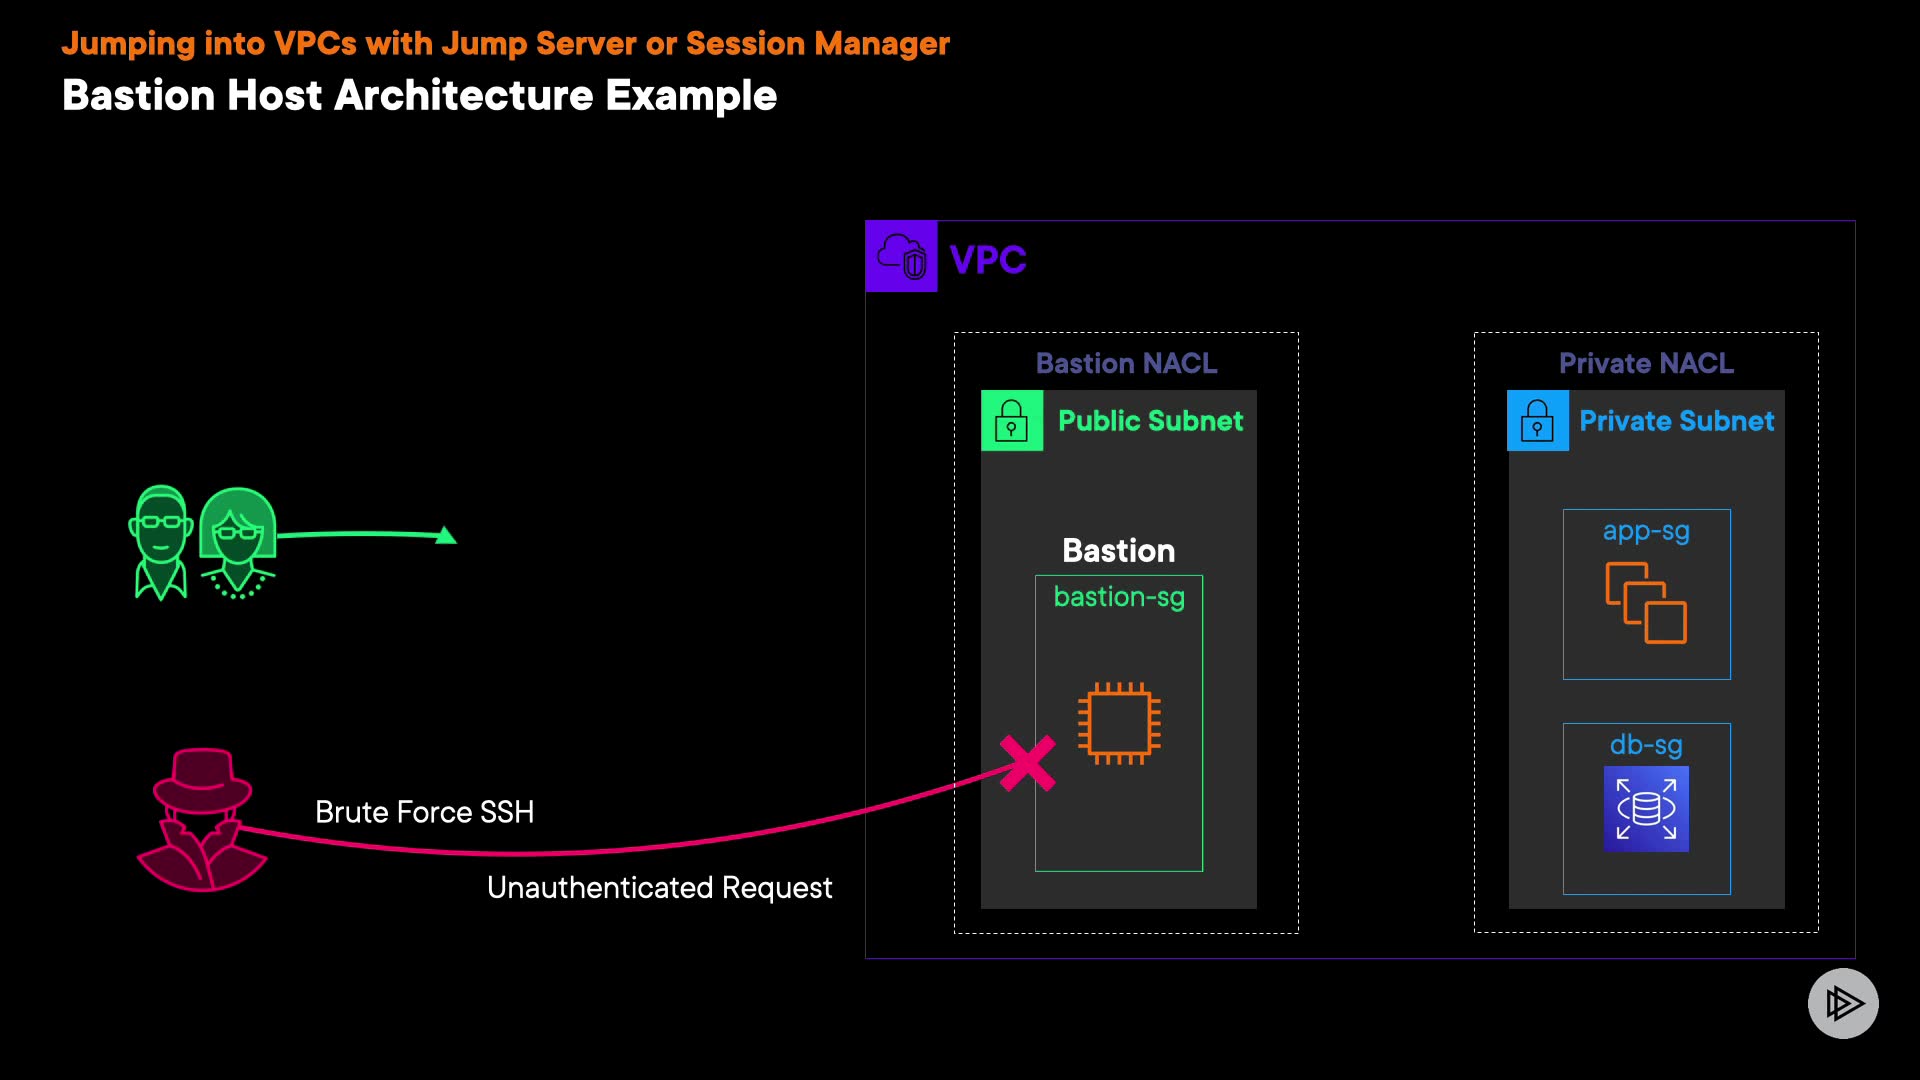 Jumping into VPCs with Jump Server or Session Manager
Bastion Host Architecture Example
VPC
Bastion NACL
Public Subnet
Bastion
bastion-sg
Private NACL
Private Subnet
app-sg
db-sg
Brute Force SSH
Unauthenticated Request